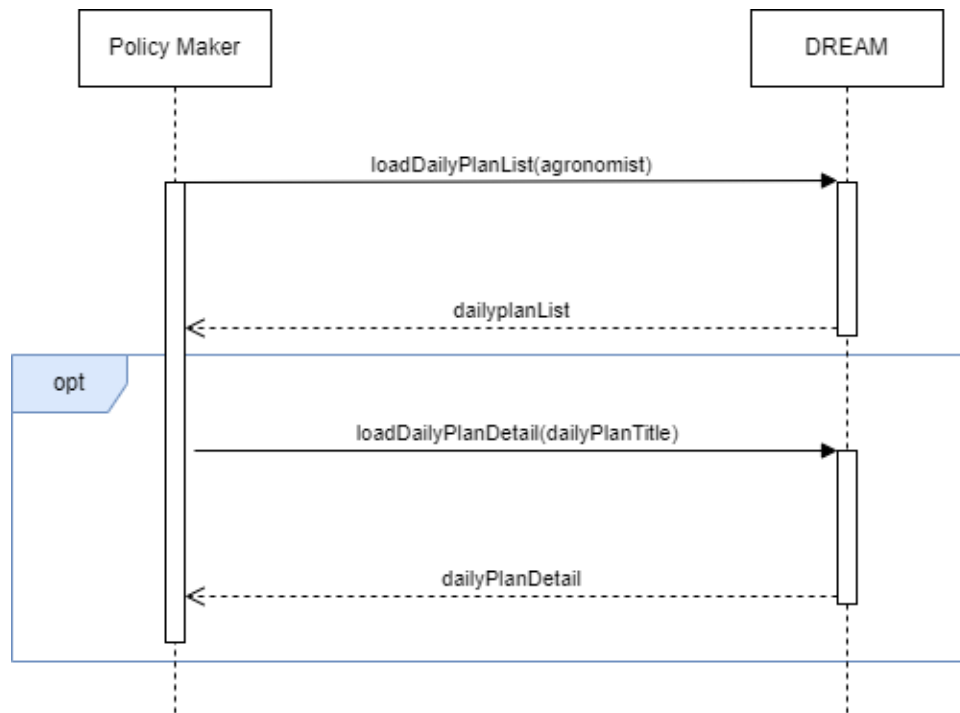 Policy Maker
DREAM
loadDailyPlanList(agronomist)
dailyplanList
opt
loadDailyPlanDetail(dailyPlanTitle)
dailyPlanDetail